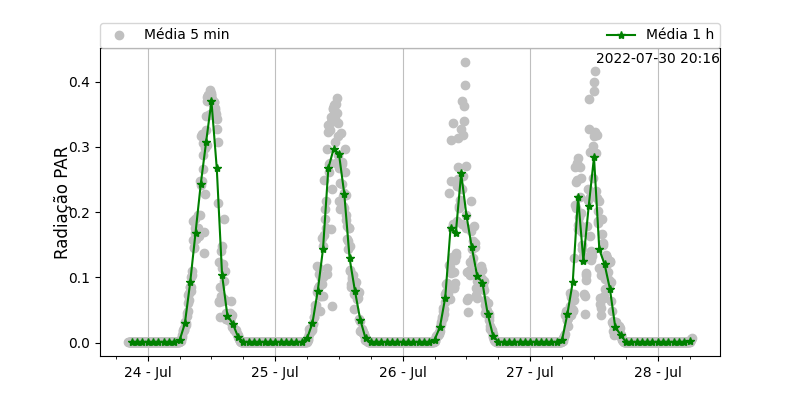 Média 5 min
Média 1 h
2022-07-30 20:16
Radiação PAR
0.4
0.3
0.2
0.1
0.0
24 - Jul
25 - Jul
26 - Jul
27 - Jul
28 - Jul